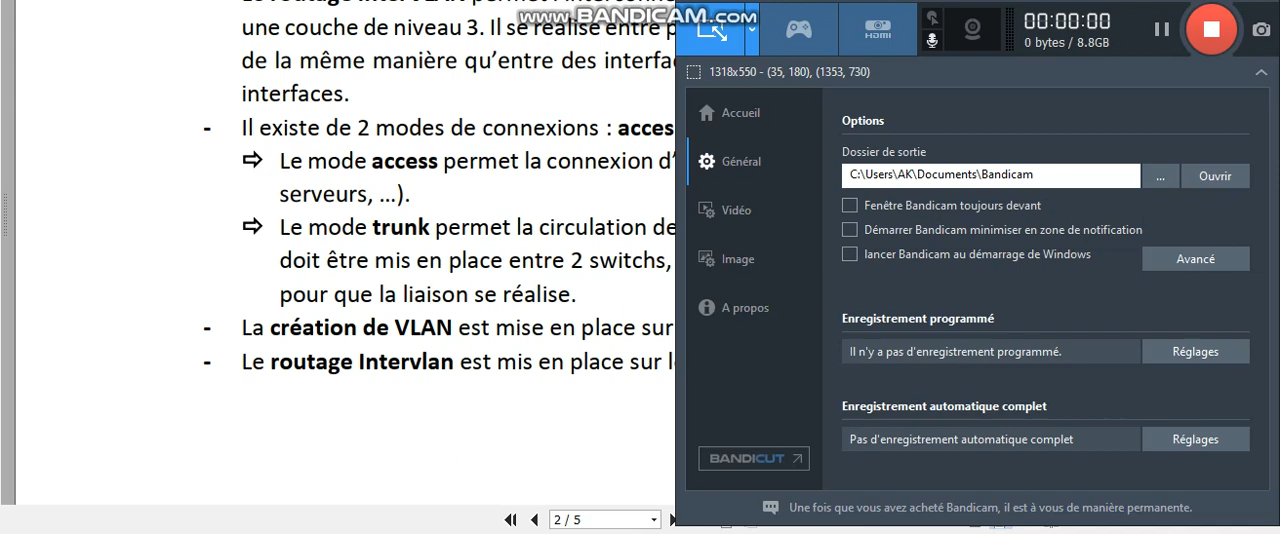 www.BANDICAM.com
une couche de niveau 3. Il se réalise entre
de la même manière qu'entre des
interfaces.
- Il existe de 2 modes de connexions :
⇨ Le mode access permet la connexion
serveurs, ...).
⇨ Le mode trunk permet la circulation
doit être mis en place entre 2 switchs,
pour que la liaison se réalise.
- La création de VLAN est mise en place sur
- Le routage Intervlan est mis en place sur
2 / 5
HDMI
00:00:00
0 bytes / 8.8GB
1318x550 - (35, 180), (1353, 730)
Accueil
Général
Vidéo
Image
A propos
BANDICUT
Options
Dossier de sortie
C:\Users\AK\Documents\Bandicam
...
Ouvrir
Fenêtre Bandicam toujours devant
Démarrer Bandicam minimiser en zone de notification
lancer Bandicam au démarrage de Windows
Avancé
Enregistrement programmé
Il n'y a pas d'enregistrement programmé.
Réglages
Enregistrement automatique complet
Pas d'enregistrement automatique complet
Réglages
Une fois que vous avez acheté Bandicam, il est à vous de manière permanente.